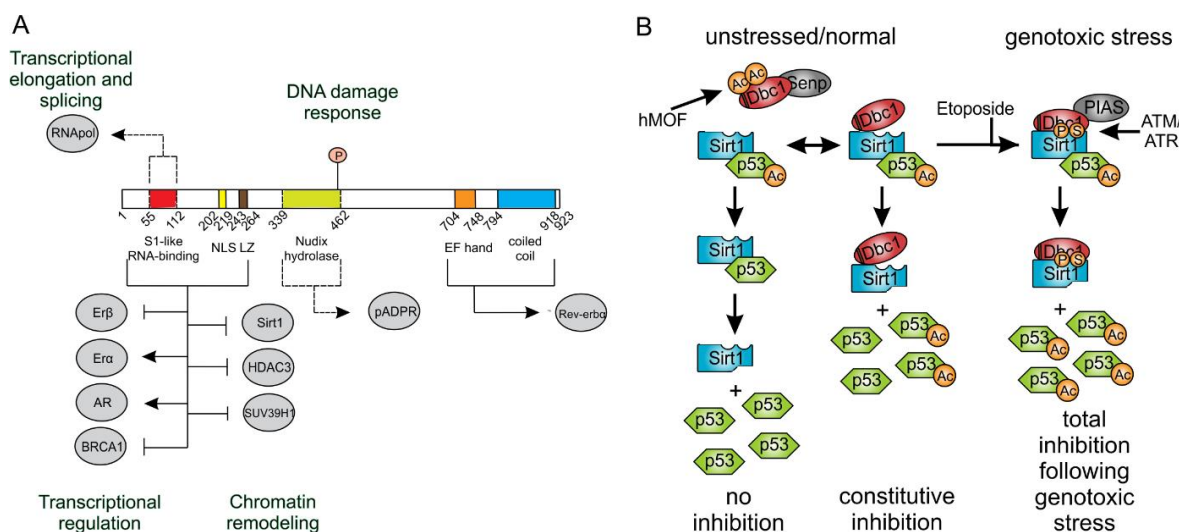 A
Transcriptional
elongation and
splicing
RNApol
DNA damage
response
P
1
55
112
202
219
243
264
339
462
704
748
794
918
923
S1-like
RNA-binding
NLS LZ
Nudix
hydrolase
EF hand
coiled
coil
Erβ
Erα
AR
BRCA1
Sirt1
HDAC3
SUV39H1
pADPR
Rev-erbα
Transcriptional
regulation
Chromatin
remodeling
B
unstressed/normal
genotoxic stress
Ac
Ac
Dbc1
Senp
hMOF
Sirt1
p53
Ac
Dbc1
Sirt1
p53
Ac
Etoposide
Dbc1
PIAS
P
S
Sirt1
p53
Ac
ATM/
ATR
Sirt1
p53
Dbc1
Sirt1
Dbc1
P
S
Sirt1
Sirt1
+
p53
p53
p53
p53
+
p53
p53
Ac
p53
p53
Ac
+
p53
Ac
p53
Ac
p53
Ac
p53
Ac
no
inhibition
constitutive
inhibition
total
inhibition
following
genotoxic
stress